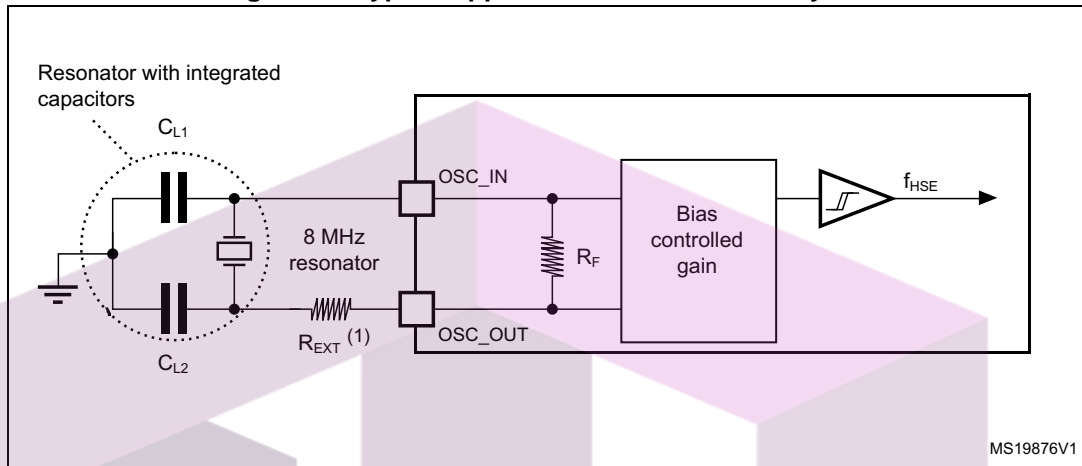 Resonator with integrated
capacitors
CL1
OSC_IN
fHSE
8 MHz
resonator
RF
Bias
controlled
gain
REXT (1)
OSC_OUT
CL2
MS19876V1